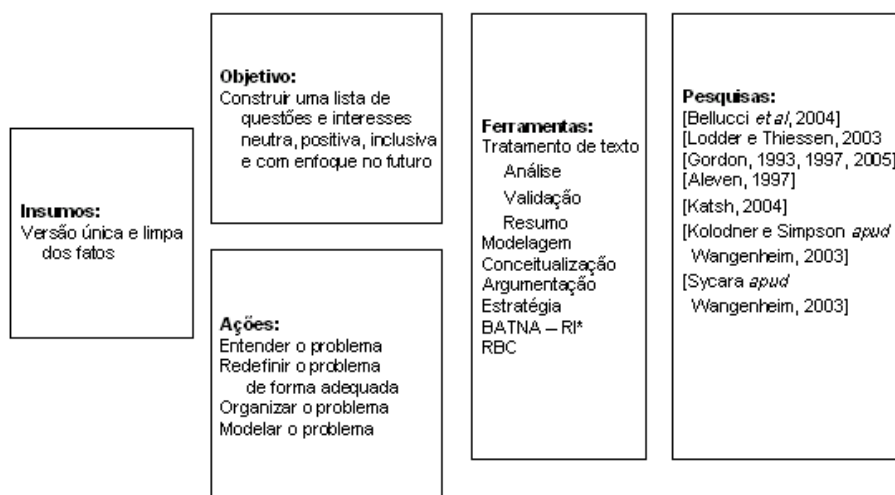 Insumos:
Versão única e limpa
dos fatos
Objetivo:
Construir uma lista de
questões e interesses
neutra, positiva, inclusiva
e com enfoque no futuro
Ações:
Entender o problema
Redefinir o problema
de forma adequada
Organizar o problema
Modelar o problema
Ferramentas:
Tratamento de texto
Análise
Validação
Resumo
Modelagem
Conceitualização
Argumentação
Estratégia
BATNA – RI*
RBC
Pesquisas:
[Bellucci et al, 2004]
[Lodder e Thiessen, 2003
[Gordon, 1993, 1997, 2005]
[Aleven, 1997]
[Katsh, 2004]
[Kolodner e Simpson apud
Wangenheim, 2003]
[Sycara apud
Wangenheim, 2003]